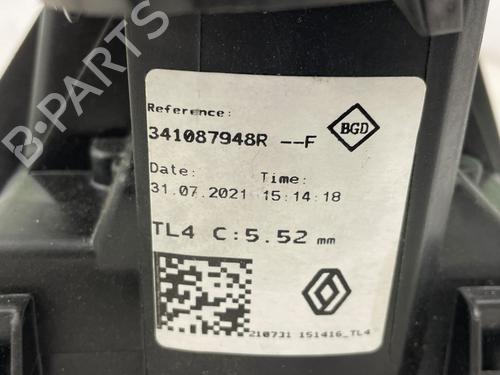 B-PARTS
Reference:
341087948R --F
BGD
Date: Time:
31.07.2021 15:14:18
TL4 C:5.52 mm
210731 151416_TL4